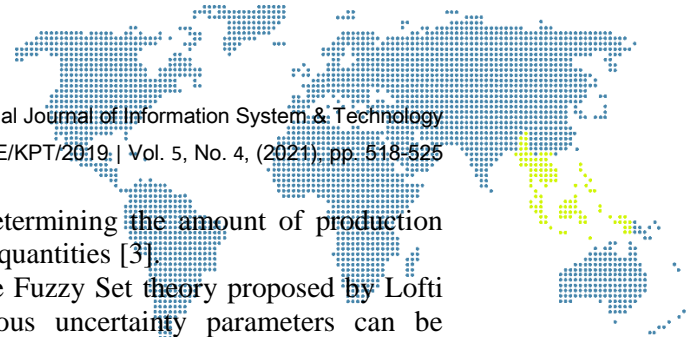 al Journal of Information System & Technology
E/KPT/2019 | Vol. 5, No. 4, (2021), pp. 518-525
etermining the amount of production
quantities [3].
e Fuzzy Set theory proposed by Lofti
ous uncertainty parameters can be